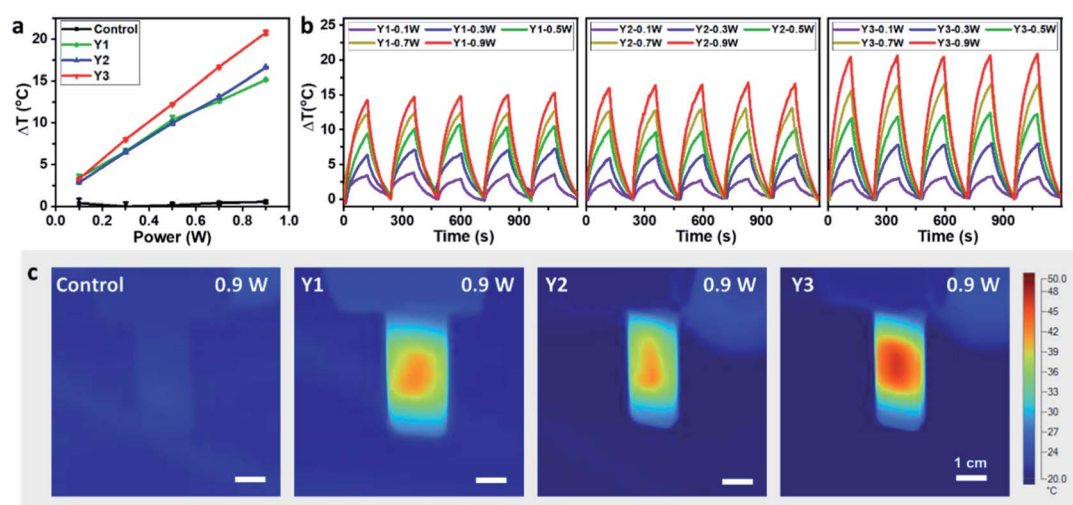 a
Control
Y1
Y2
Y3
ΔT (°C)
25
20
15
10
5
0
0.0 0.2 0.4 0.6 0.8 1.0
Power (W)
b
Y1-0.1W Y1-0.3W Y1-0.5W
Y1-0.7W Y1-0.9W
Y2-0.1W Y2-0.3W Y2-0.5W
Y2-0.7W Y2-0.9W
Y3-0.1W Y3-0.3W Y3-0.5W
Y3-0.7W Y3-0.9W
ΔT(°C)
25
20
15
10
5
0
0 300 600 900
Time (s)
0 300 600 900
Time (s)
0 300 600 900
Time (s)
c
Control 0.9 W
Y1 0.9 W
Y2 0.9 W
Y3 0.9 W
1 cm
50.0
48
45
42
39
36
33
30
27
24
20.0
°C